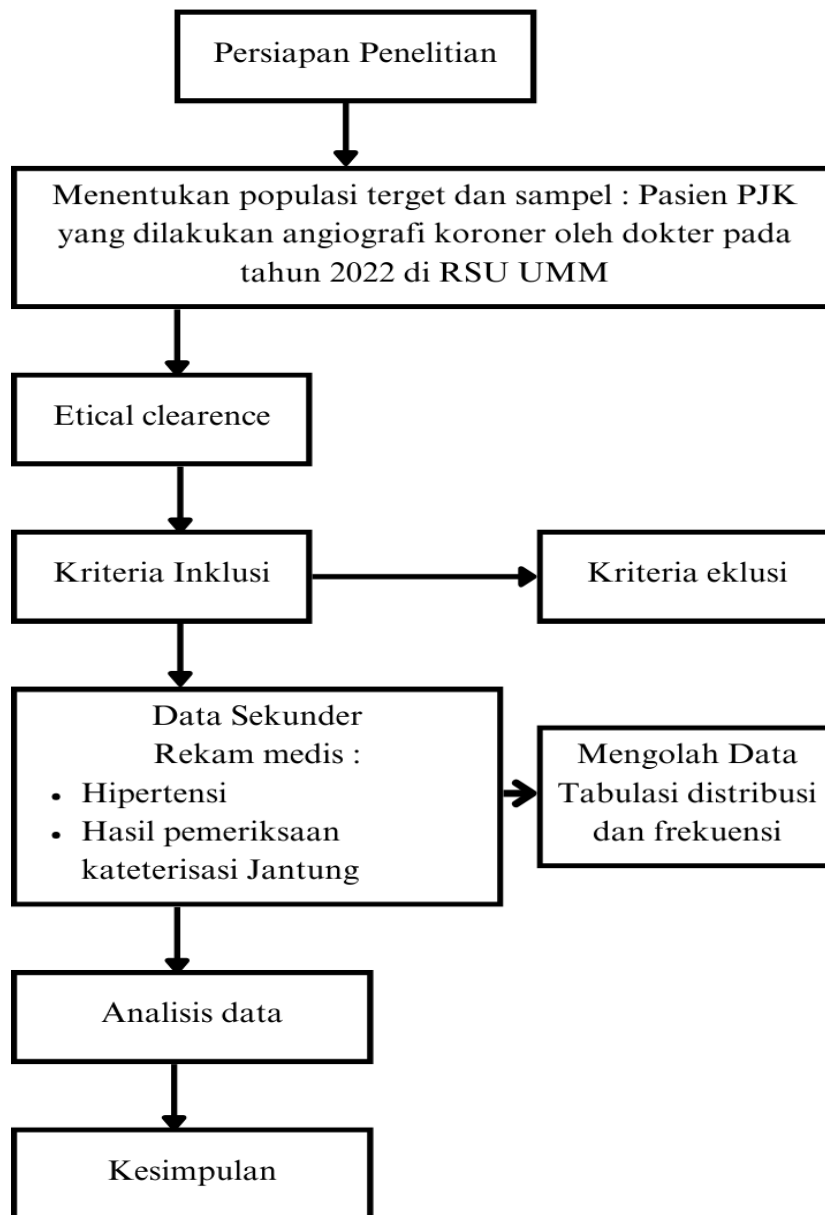 Persiapan Penelitian
Menentukan populasi terget dan sampel : Pasien PJK
yang dilakukan angiografi koroner oleh dokter pada
tahun 2022 di RSU UMM
Etical clearence
Kriteria Inklusi
Kriteria eklusi
Data Sekunder
Rekam medis :
• Hipertensi
• Hasil pemeriksaan
kateterisasi Jantung
Mengolah Data
Tabulasi distribusi
dan frekuensi
Analisis data
Kesimpulan